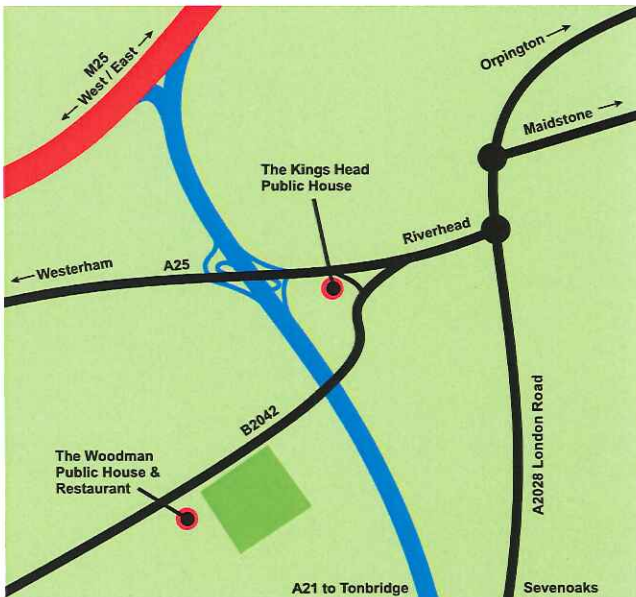 M25
← West / East →
Orpington →
Maidstone →
The Kings Head
Public House
Riverhead
← Westerham
A25
B2042
The Woodman
Public House &
Restaurant
A2028 London Road
A21 to Tonbridge
Sevenoaks